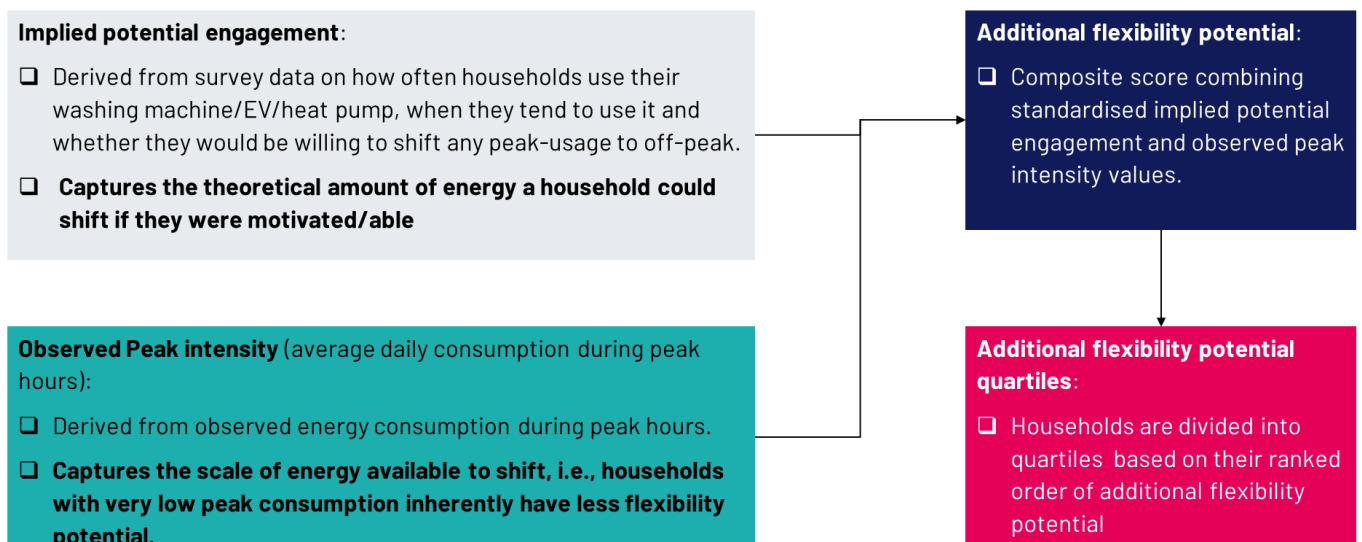 Implied potential engagement:
❑ Derived from survey data on how often households use their
washing machine/EV/heat pump, when they tend to use it and
whether they would be willing to shift any peak-usage to off-peak.
❑ Captures the theoretical amount of energy a household could
shift if they were motivated/able
Observed Peak intensity (average daily consumption during peak
hours):
❑ Derived from observed energy consumption during peak hours.
❑ Captures the scale of energy available to shift, i.e., households
with very low peak consumption inherently have less flexibility
potential.
Additional flexibility potential:
❑ Composite score combining
standardised implied potential
engagement and observed peak
intensity values.
Additional flexibility potential
quartiles:
❑ Households are divided into
quartiles based on their ranked
order of additional flexibility
potential